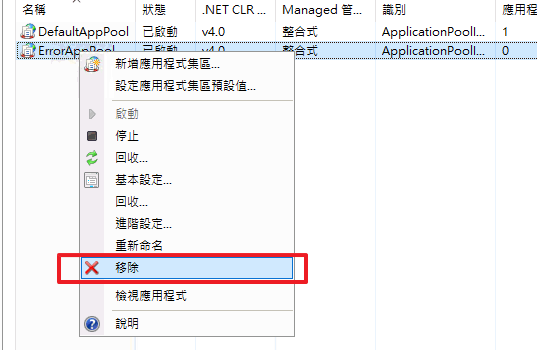 名稱 狀態 .NET CLR ... Managed 管... 識別 應用程
DefaultAppPool 已啟動 v4.0 整合式 ApplicationPoolI... 1
ErrorAppPool 已啟動 v4.0 整合式 ApplicationPoolI... 0
新增應用程式集區...
設定應用程式集區預設值...
啟動
停止
回收...
基本設定...
回收...
進階設定...
重新命名
移除
檢視應用程式
說明